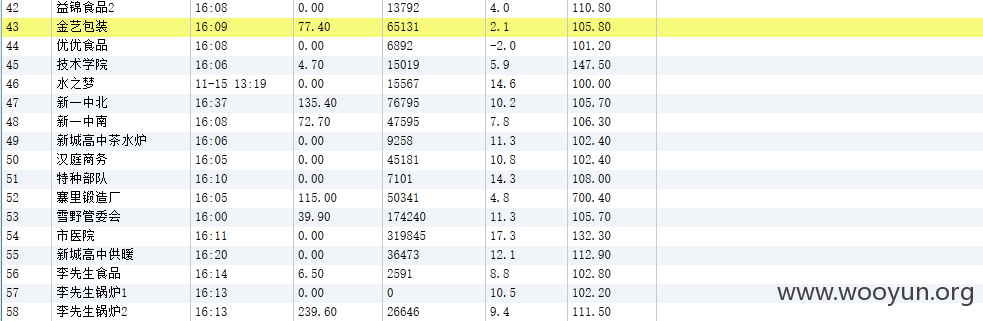 42 益锦食品2 16:08 0.00 13792 4.0 110.80
43 金艺包装 16:09 77.40 65131 2.1 105.80
44 优优食品 16:08 0.00 6892 -2.0 101.20
45 技术学院 16:06 4.70 15019 5.9 147.50
46 水之梦 11-15 13:19 0.00 15567 14.6 100.00
47 新一中北 16:37 135.40 76795 10.2 105.70
48 新一中南 16:08 72.70 47595 7.8 106.30
49 新城高中茶水炉 16:06 0.00 9258 11.3 102.40
50 汉庭商务 16:05 0.00 45181 10.8 102.40
51 特种部队 16:10 0.00 7101 14.3 108.00
52 寨里锻造厂 16:05 115.00 50341 4.8 700.40
53 雪野管委会 16:00 39.90 174240 11.3 105.70
54 市医院 16:11 0.00 319845 17.3 132.30
55 新城高中供暖 16:20 0.00 36473 12.1 112.90
56 李先生食品 16:14 6.50 2591 8.8 102.80
57 李先生锅炉1 16:13 0.00 0 10.5 102.20
58 李先生锅炉2 16:13 239.60 26646 9.4 111.50
www.wooyun.org